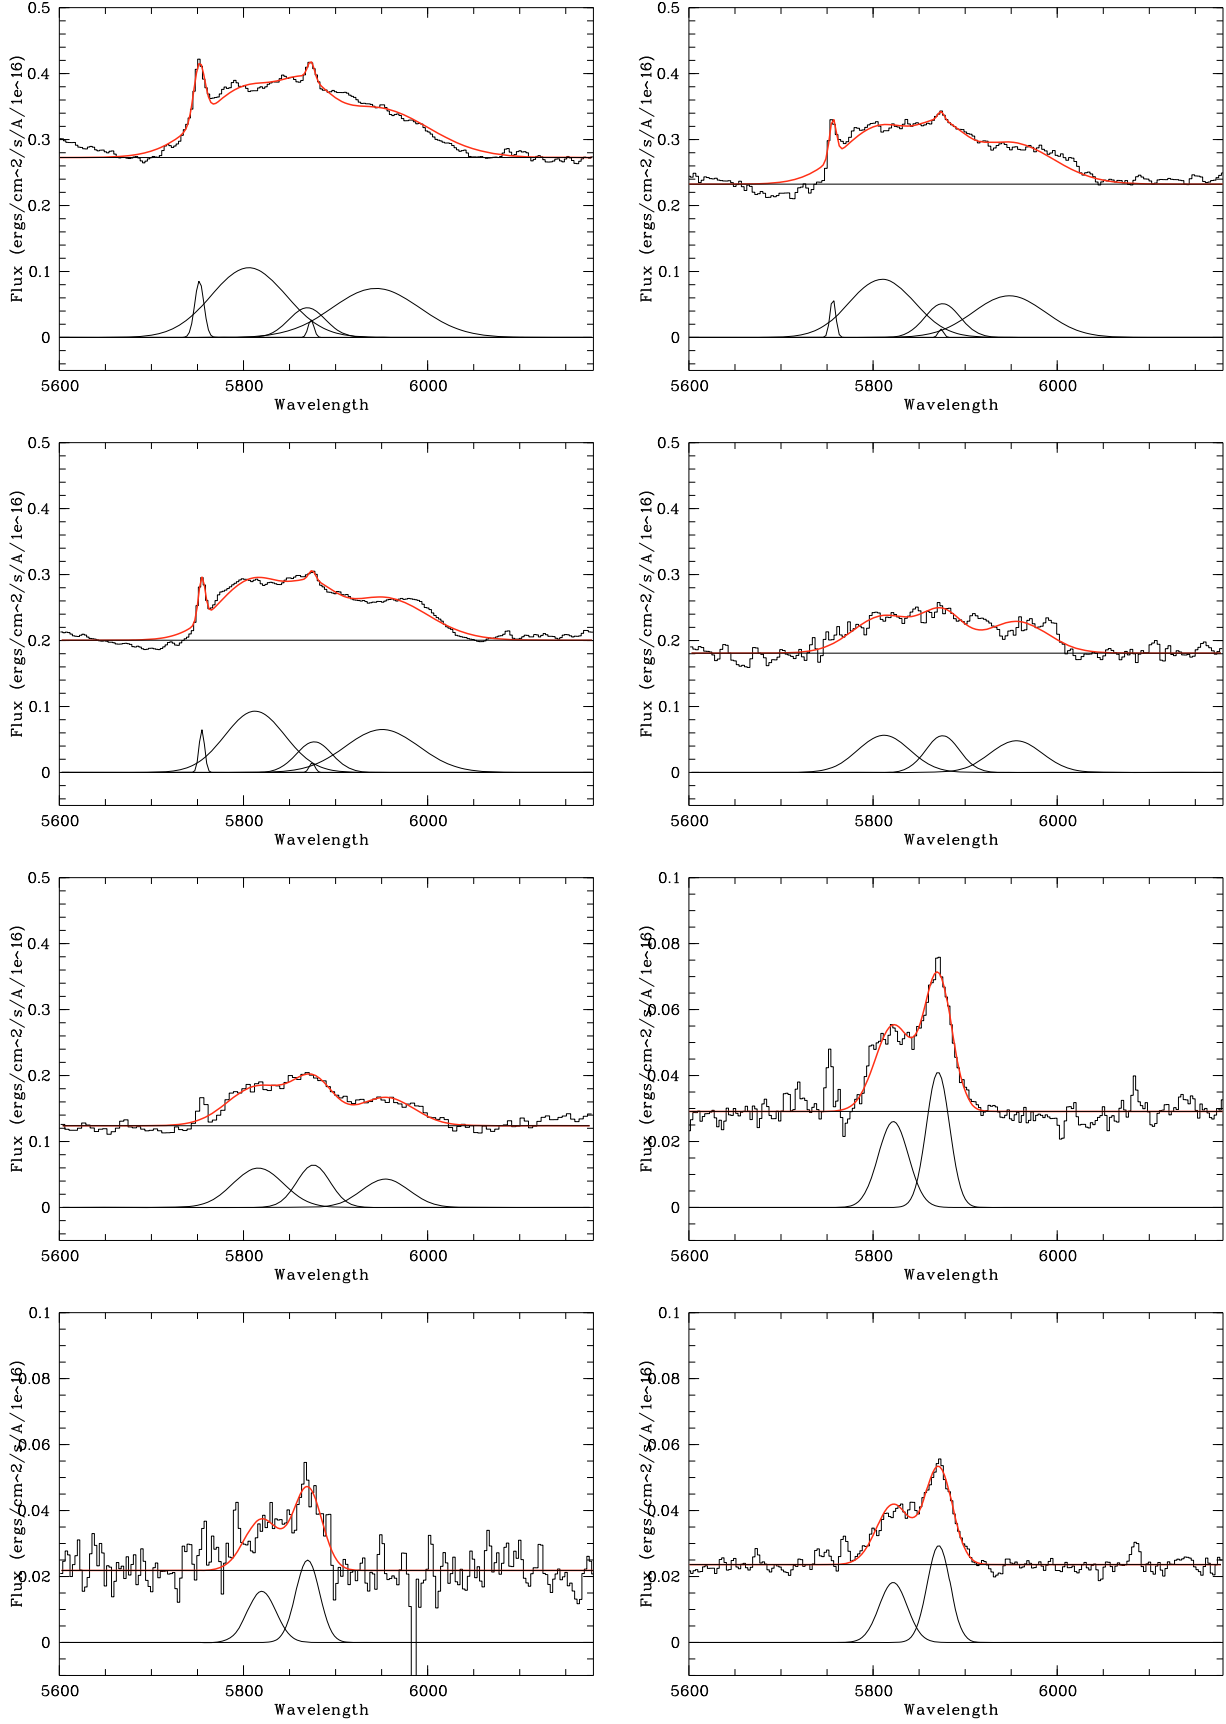 0.5 0.5
0.4 0.4
0.3 0.3
0.2 0.2
0.1 0.1
0 0
Flux (ergs/cm^2/s/A/1e-16) Flux (ergs/cm^2/s/A/1e-16)
5600 5800 6000 5600 5800 6000
Wavelength Wavelength
0.5 0.5
0.4 0.4
0.3 0.3
0.2 0.2
0.1 0.1
0 0
Flux (ergs/cm^2/s/A/1e-16) Flux (ergs/cm^2/s/A/1e-16)
5600 5800 6000 5600 5800 6000
Wavelength Wavelength
0.5 0.1
0.4 0.08
0.3 0.06
0.2 0.04
0.1 0.02
0 0
Flux (ergs/cm^2/s/A/1e-16) Flux (ergs/cm^2/s/A/1e-16)
5600 5800 6000 5600 5800 6000
Wavelength Wavelength
0.1 0.1
0.08 0.08
0.06 0.06
0.04 0.04
0.02 0.02
0 0
Flux (ergs/cm^2/s/A/1e-16) Flux (ergs/cm^2/s/A/1e-16)
5600 5800 6000 5600 5800 6000
Wavelength Wavelength